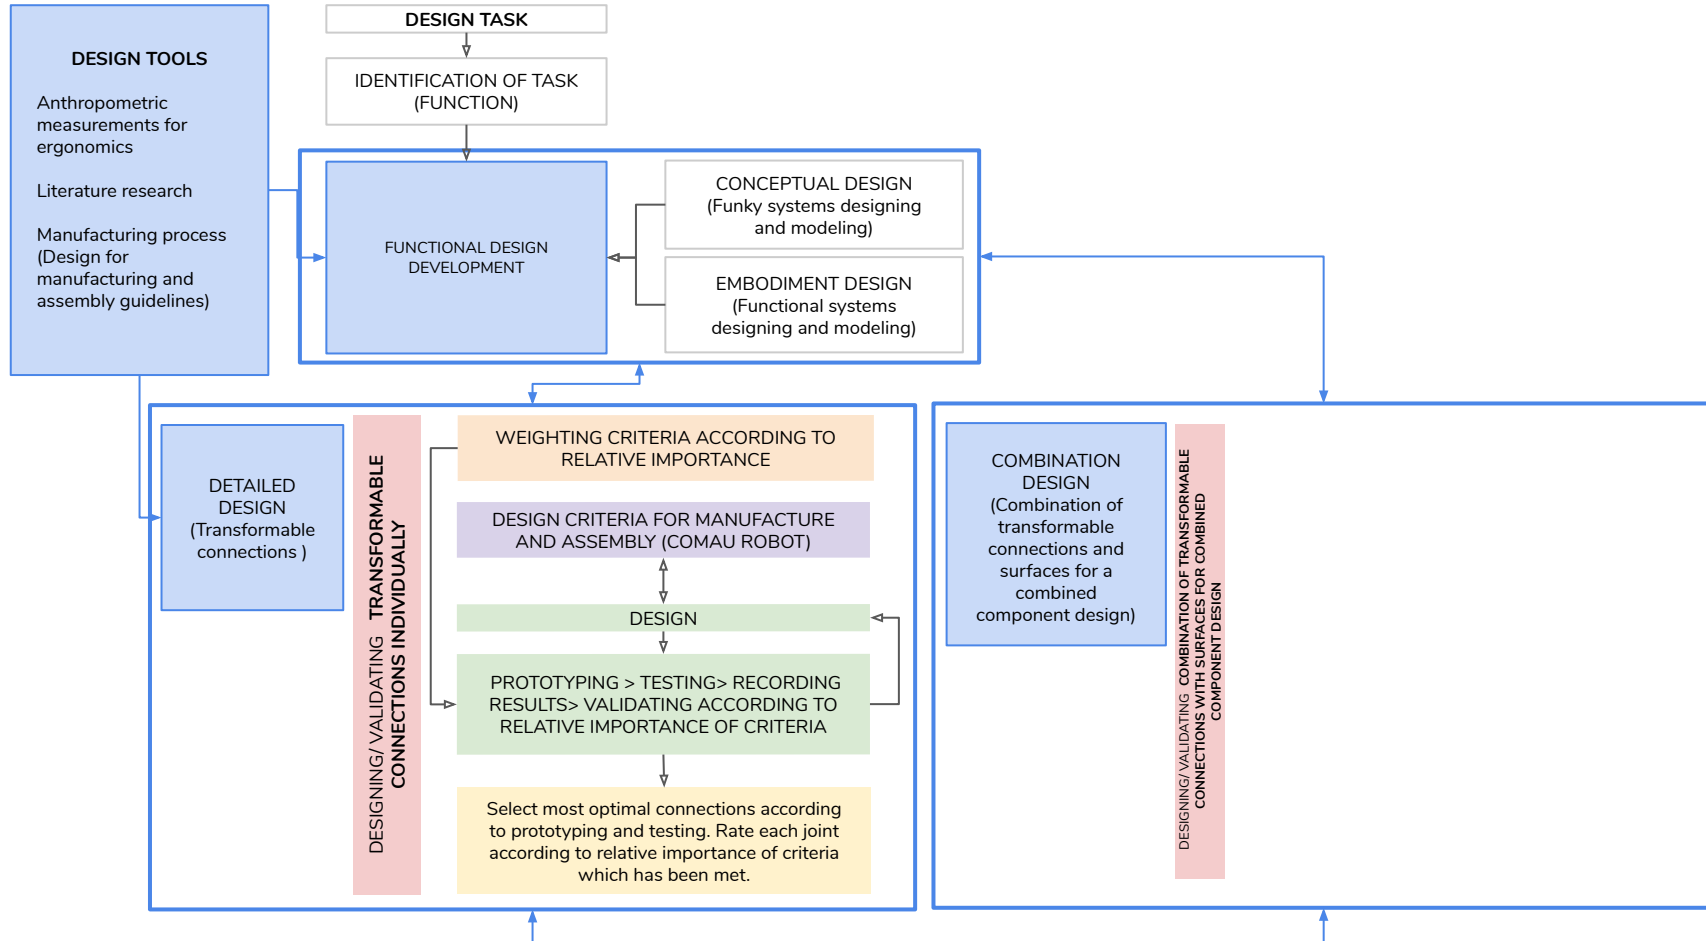 DESIGN TASK
DESIGN TOOLS
Anthropometric
measurements for
ergonomics
Literature research
Manufacturing process
(Design for
manufacturing and
assembly guidelines)
IDENTIFICATION OF TASK
(FUNCTION)
FUNCTIONAL DESIGN
DEVELOPMENT
CONCEPTUAL DESIGN
(Funky systems designing
and modeling)
EMBODIMENT DESIGN
(Functional systems
designing and modeling)
DETAILED
DESIGN
(Transformable
connections )
DESIGNING/ VALIDATING TRANSFORMABLE
CONNECTIONS INDIVIDUALLY
WEIGHTING CRITERIA ACCORDING TO
RELATIVE IMPORTANCE
DESIGN CRITERIA FOR MANUFACTURE
AND ASSEMBLY (COMAU ROBOT)
DESIGN
PROTOTYPING > TESTING> RECORDING
RESULTS> VALIDATING ACCORDING TO
RELATIVE IMPORTANCE OF CRITERIA
Select most optimal connections according
to prototyping and testing. Rate each joint
according to relative importance of criteria
which has been met.
COMBINATION
DESIGN
(Combination of
transformable
connections and
surfaces for a
combined
component design)
DESIGNING/ VALIDATING COMBINATION OF TRANSFORMABLE
CONNECTIONS WITH SURFACES FOR COMBINED
COMPONENT DESIGN